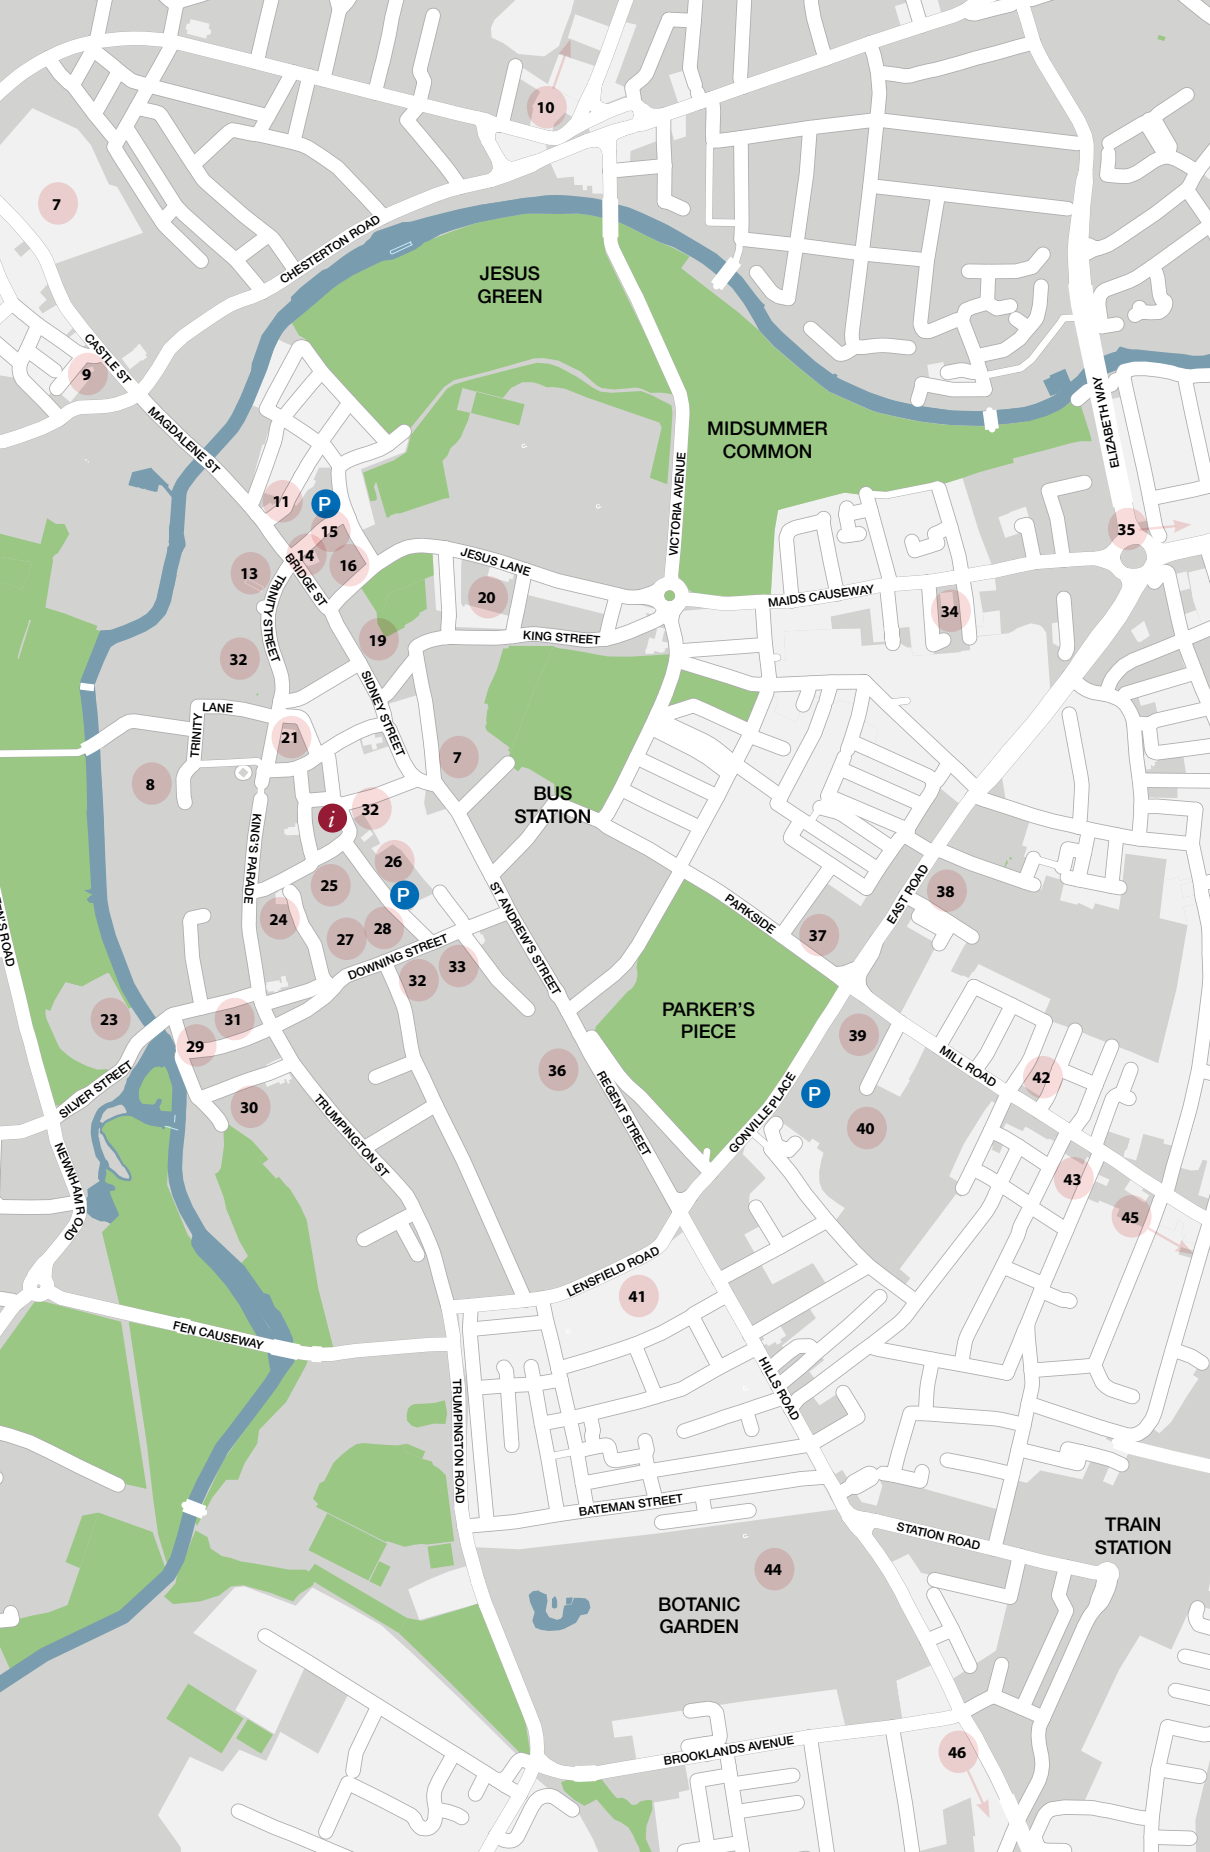 10
7
CHESTERTON ROAD
JESUS
GREEN
CASTLE ST
9
MAGDALENE ST
MIDSUMMER
COMMON
ELIZABETH WAY
VICTORIA AVENUE
11
P
15
14
16
13
BRIDGE ST
TRINITY STREET
JESUS LANE
20
35
MAIDS CAUSEWAY
34
19
KING STREET
32
SIDNEY STREET
TRINITY
LANE
21
7
8
BUS
STATION
32
i
KING'S PARADE
26
25
P
24
27
28
ST ANDREW'S STREET
DOWNING STREET
32
33
PARKSIDE
37
EAST ROAD
38
EN'S ROAD
23
31
29
PARKER'S
PIECE
39
MILL ROAD
42
36
REGENT STREET
GONVILLE PLACE
P
40
SILVER STREET
30
TRUMPINGTON ST
NEWNHAM ROAD
43
45
LENSFIELD ROAD
41
FEN CAUSEWAY
HILLS ROAD
TRUMPINGTON ROAD
BATEMAN STREET
STATION ROAD
TRAIN
STATION
44
BOTANIC
GARDEN
BROOKLANDS AVENUE
46